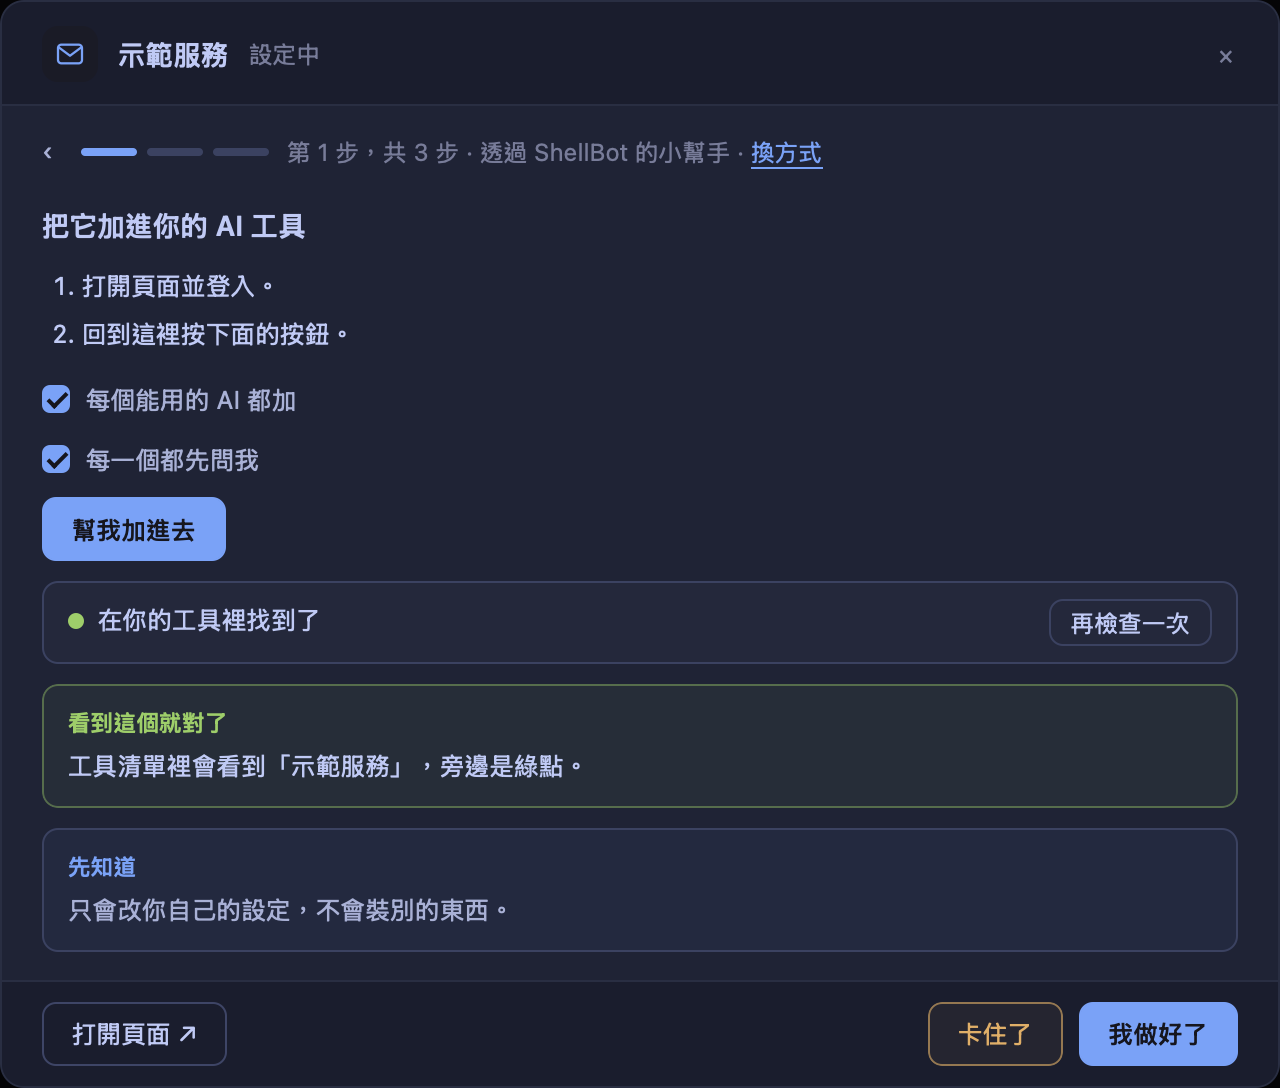 示範服務 設定中
第 1 步，共 3 步 · 透過 ShellBot 的小幫手 · 換方式
把它加進你的 AI 工具
1. 打開頁面並登入。
2. 回到這裡按下面的按鈕。
每個能用的 AI 都加
每一個都先問我
幫我加進去
在你的工具裡找到了
再檢查一次
看到這個就對了
工具清單裡會看到「示範服務」，旁邊是綠點。
先知道
只會改你自己的設定，不會裝別的東西。
打開頁面 ↗
卡住了
我做好了